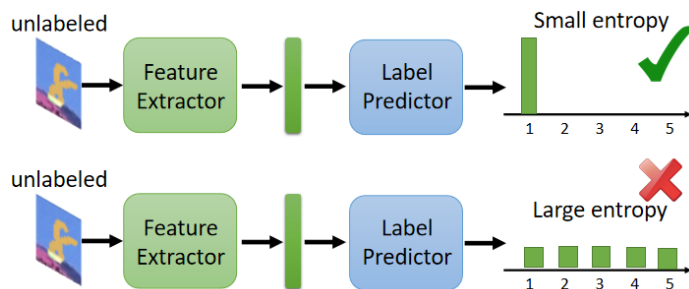 unlabeled
Feature
Extractor
Label
Predictor
Small entropy
1 2 3 4 5
unlabeled
Feature
Extractor
Label
Predictor
Large entropy
1 2 3 4 5